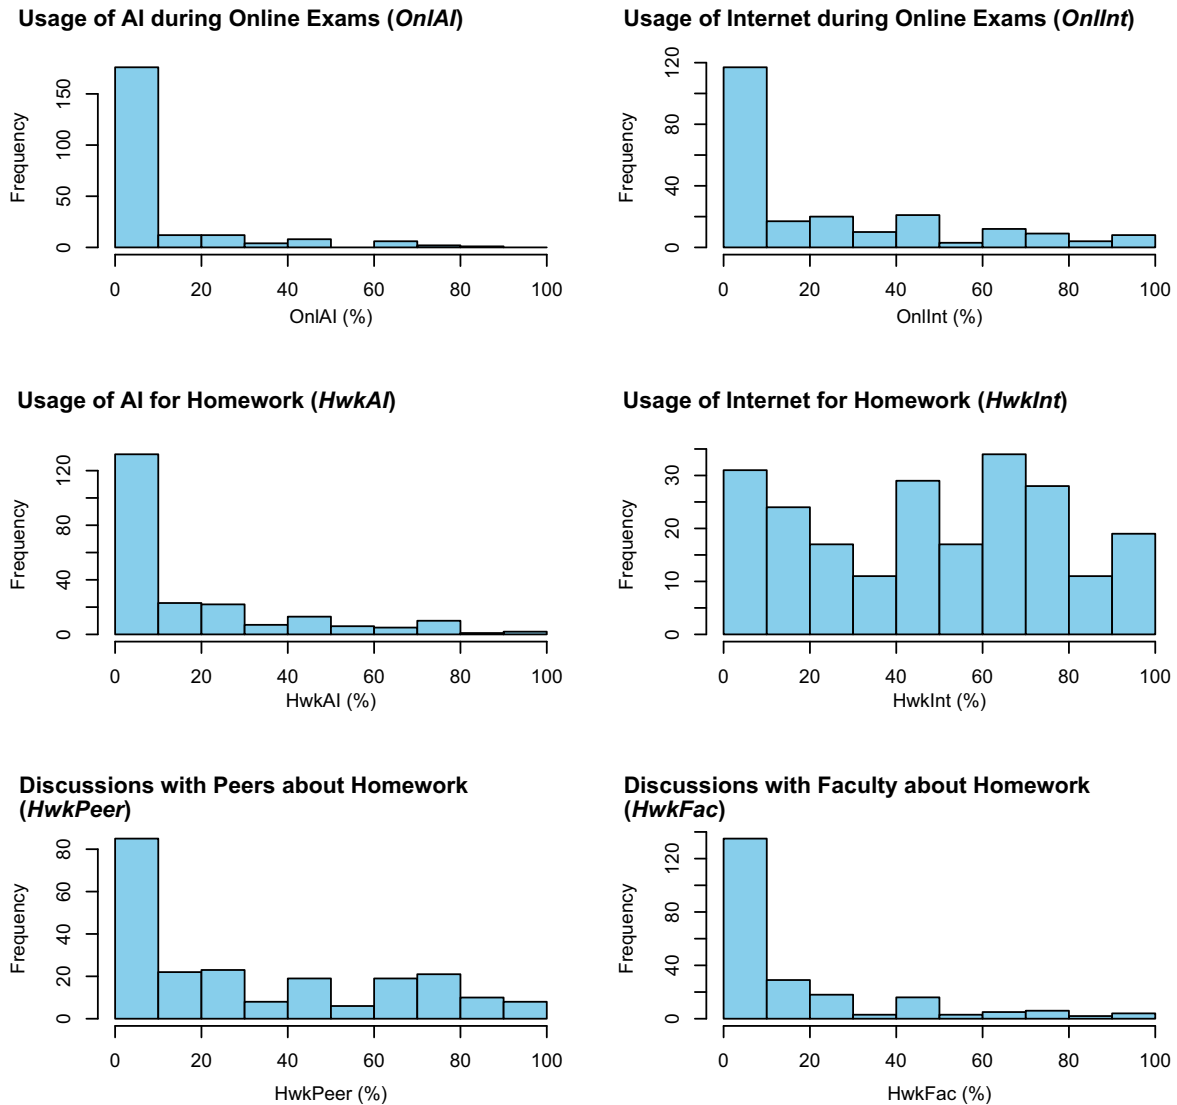 Usage of AI during Online Exams (OnlAI)
Frequency
150
100
50
0
0 20 40 60 80 100
OnlAI (%)
Usage of Internet during Online Exams (OnlInt)
Frequency
120
80
40
0
0 20 40 60 80 100
OnlInt (%)
Usage of AI for Homework (HwkAI)
Frequency
120
80
40
0
0 20 40 60 80 100
HwkAI (%)
Usage of Internet for Homework (HwkInt)
Frequency
30
20
10
0
0 20 40 60 80 100
HwkInt (%)
Discussions with Peers about Homework
(HwkPeer)
Frequency
80
60
40
20
0
0 20 40 60 80 100
HwkPeer (%)
Discussions with Faculty about Homework
(HwkFac)
Frequency
120
80
40
0
0 20 40 60 80 100
HwkFac (%)